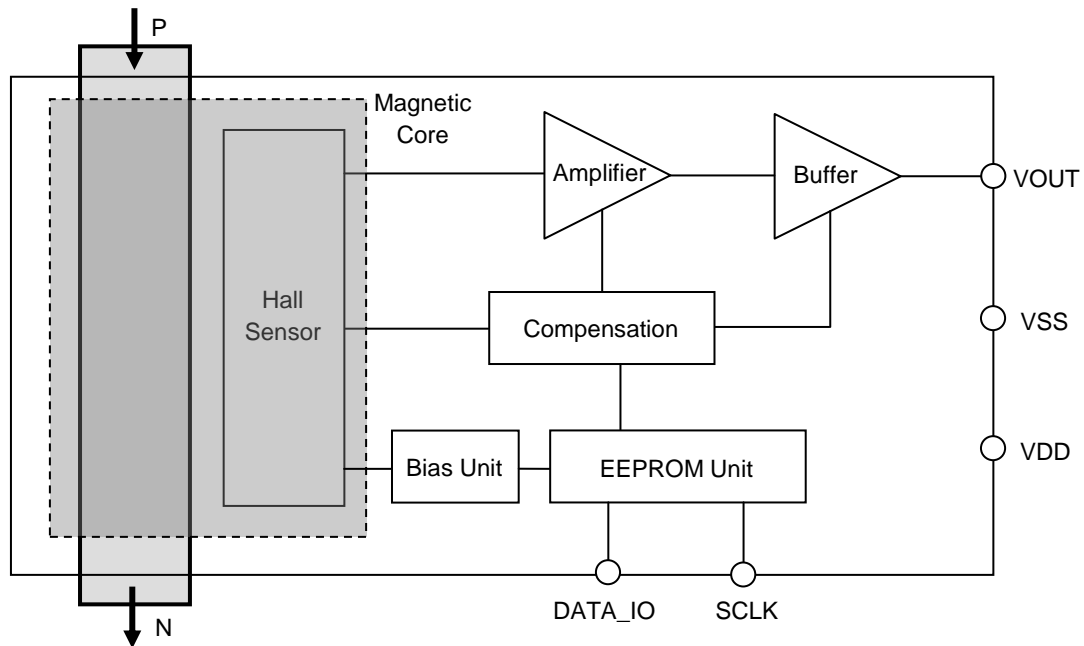 P
Magnetic
Core
Amplifier
Buffer
VOUT
Hall
Sensor
Compensation
VSS
Bias Unit
EEPROM Unit
VDD
DATA_IO
SCLK
N